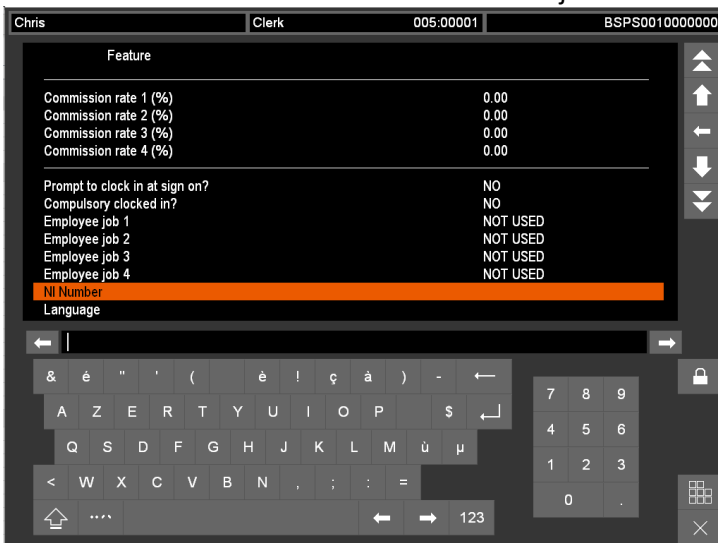 Chris Clerk 005:00001 BSPS0010000000
Feature
Commission rate 1 (%) 0.00
Commission rate 2 (%) 0.00
Commission rate 3 (%) 0.00
Commission rate 4 (%) 0.00
Prompt to clock in at sign on? NO
Compulsory clocked in? NO
Employee job 1 NOT USED
Employee job 2 NOT USED
Employee job 3 NOT USED
Employee job 4 NOT USED
NI Number
Language
& é " ' ( è ! ç à ) -
7 8 9
A Z E R T Y U I O P $
4 5 6
Q S D F G H J K L M ù µ
1 2 3
< W X C V B N , ; : =
0 .
123